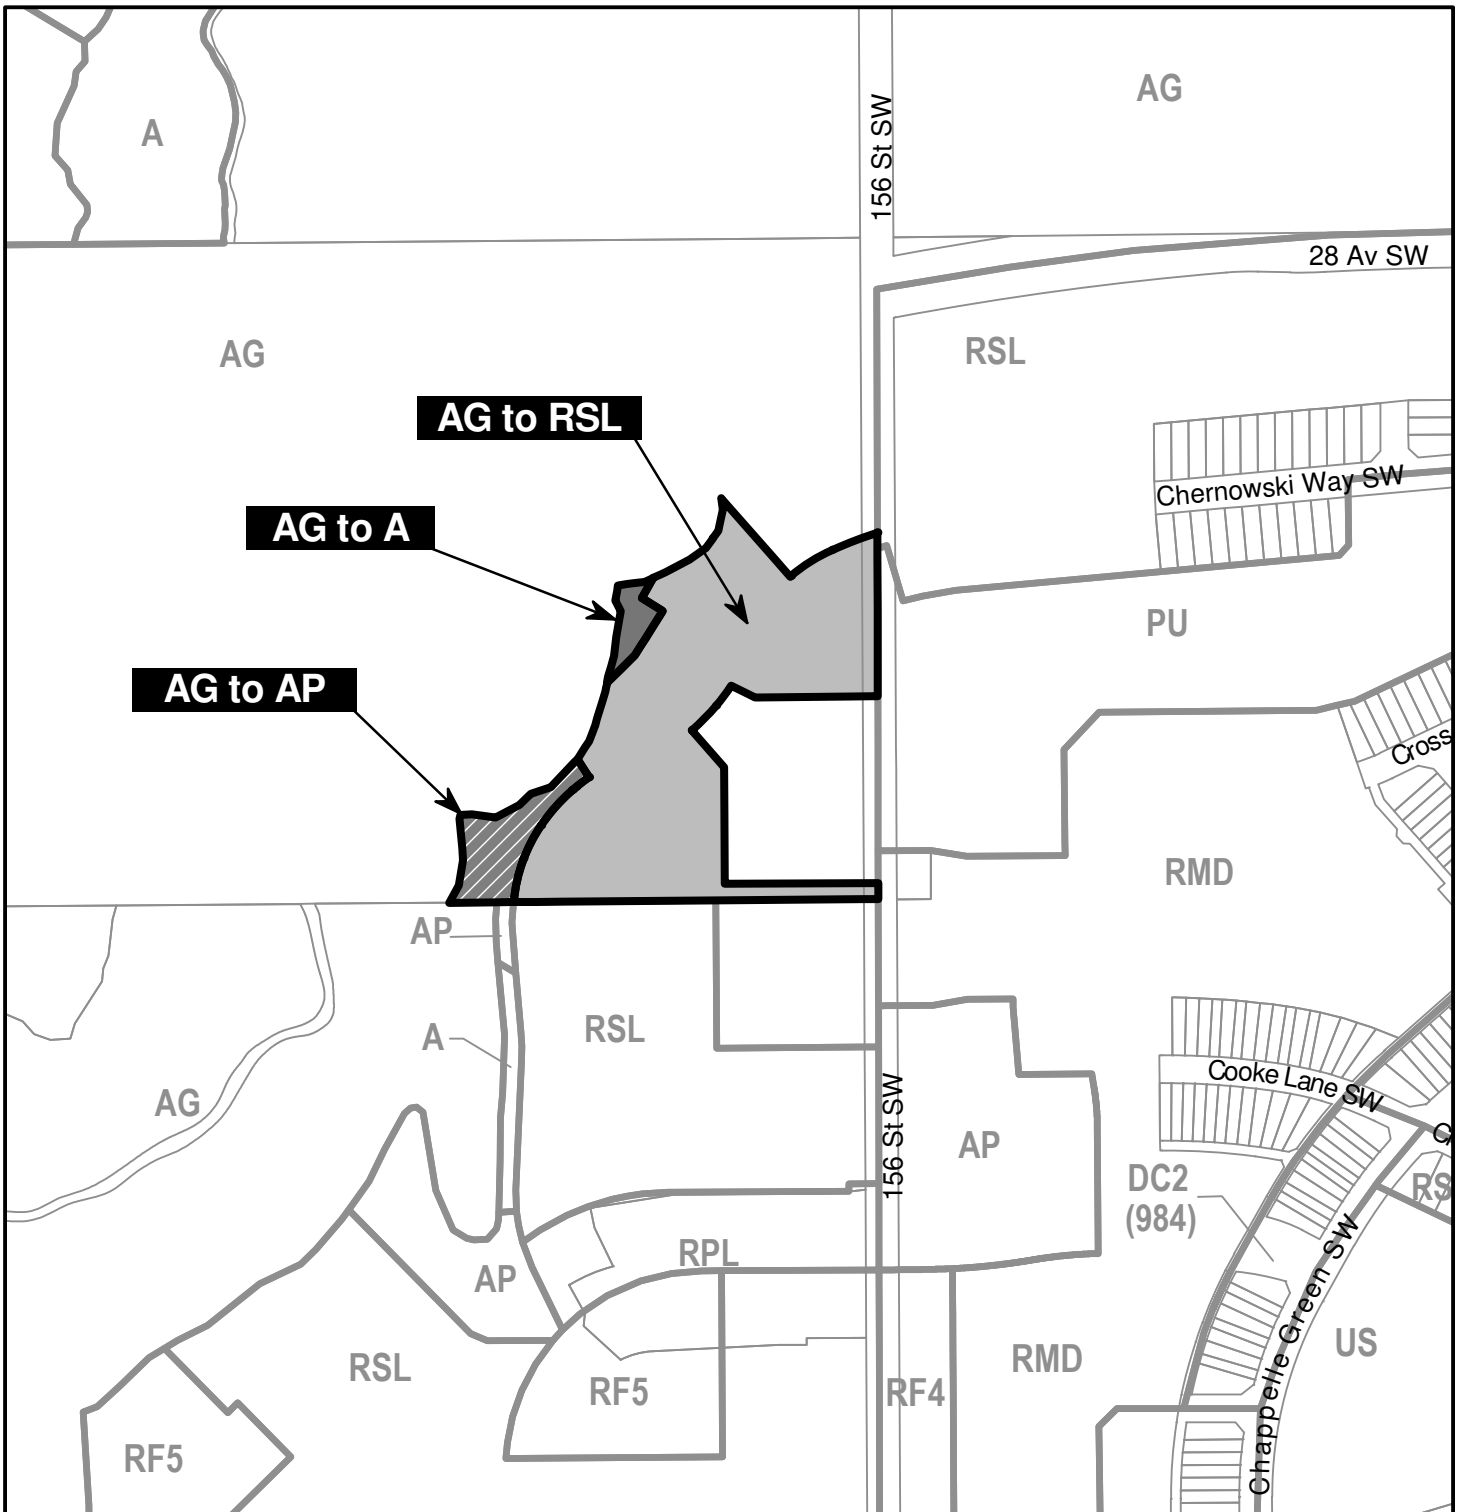 AG
A
156 St SW
28 Av SW
AG
RSL
AG to RSL
Chernowski Way SW
AG to A
PU
AG to AP
Cross
RMD
AP
RSL
A
Cooke Lane SW
AG
156 St SW
AP
DC2
(984)
RS
RPL
AP
Chappelle Green SW
US
RMD
RSL
RF5
RF4
RF5